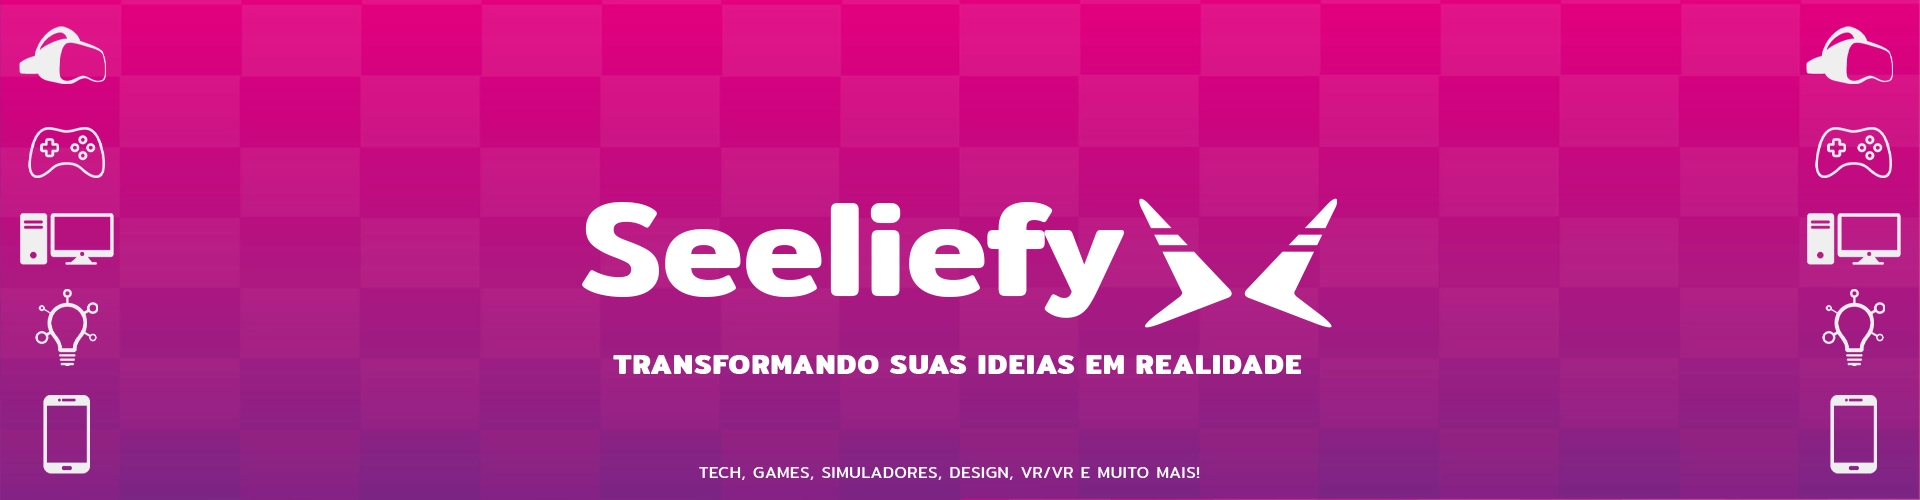 Seeliefy
TRANSFORMANDO SUAS IDEIAS EM REALIDADE
TECH, GAMES, SIMULADORES, DESIGN, VR/VR E MUITO MAIS!